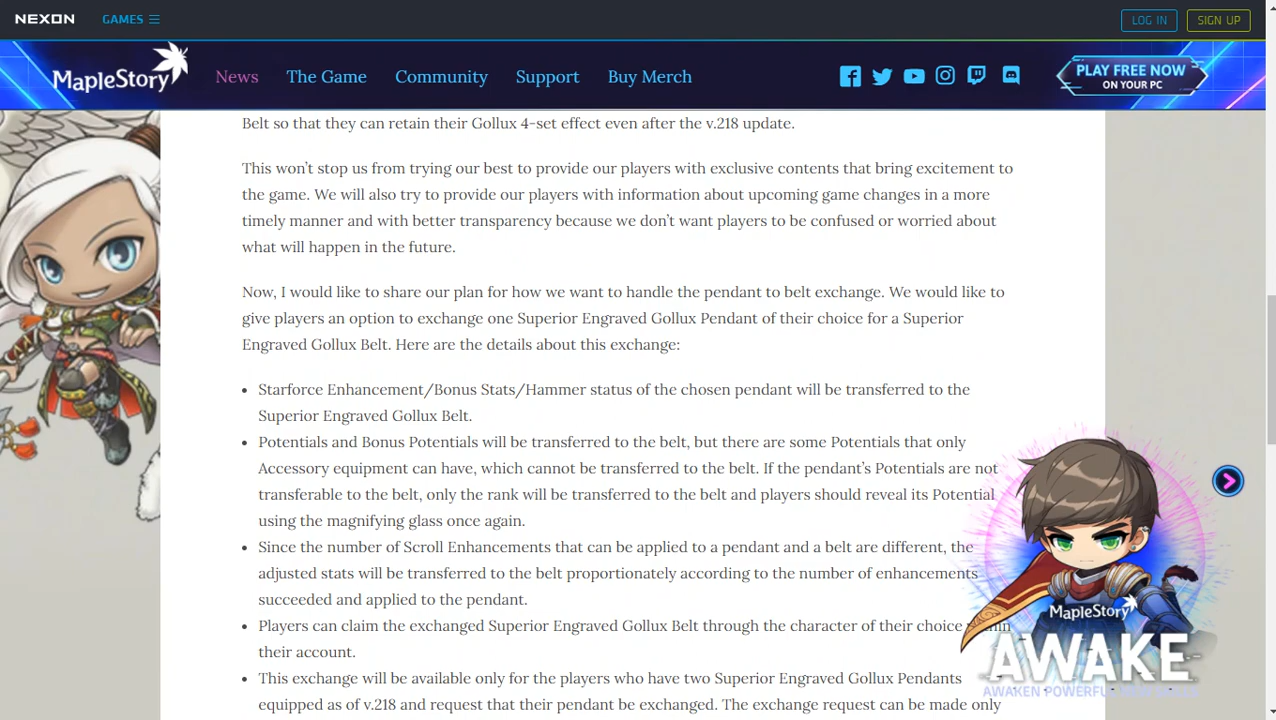 NEXON GAMES LOG IN SIGN UP
MapleStory News The Game Community Support Buy Merch PLAY FREE NOW
ON YOUR PC
Belt so that they can retain their Gollux 4-set effect even after the v.218 update.
This won’t stop us from trying our best to provide our players with exclusive contents that bring excitement to
the game. We will also try to provide our players with information about upcoming game changes in a more
timely manner and with better transparency because we don’t want players to be confused or worried about
what will happen in the future.
Now, I would like to share our plan for how we want to handle the pendant to belt exchange. We would like to
give players an option to exchange one Superior Engraved Gollux Pendant of their choice for a Superior
Engraved Gollux Belt. Here are the details about this exchange:
• Starforce Enhancement/Bonus Stats/Hammer status of the chosen pendant will be transferred to the
Superior Engraved Gollux Belt.
• Potentials and Bonus Potentials will be transferred to the belt, but there are some Potentials that only
Accessory equipment can have, which cannot be transferred to the belt. If the pendant’s Potentials are not
transferable to the belt, only the rank will be transferred to the belt and players should reveal its Potential
using the magnifying glass once again.
• Since the number of Scroll Enhancements that can be applied to a pendant and a belt are different, the
adjusted stats will be transferred to the belt proportionately according to the number of enhancements
succeeded and applied to the pendant.
• Players can claim the exchanged Superior Engraved Gollux Belt through the character of their choice
their account.
• This exchange will be available only for the players who have two Superior Engraved Gollux Pendants
equipped as of v.218 and request that their pendant be exchanged. The exchange request can be made only
MapleStory
AWAKE
AWAKEN POWERFUL